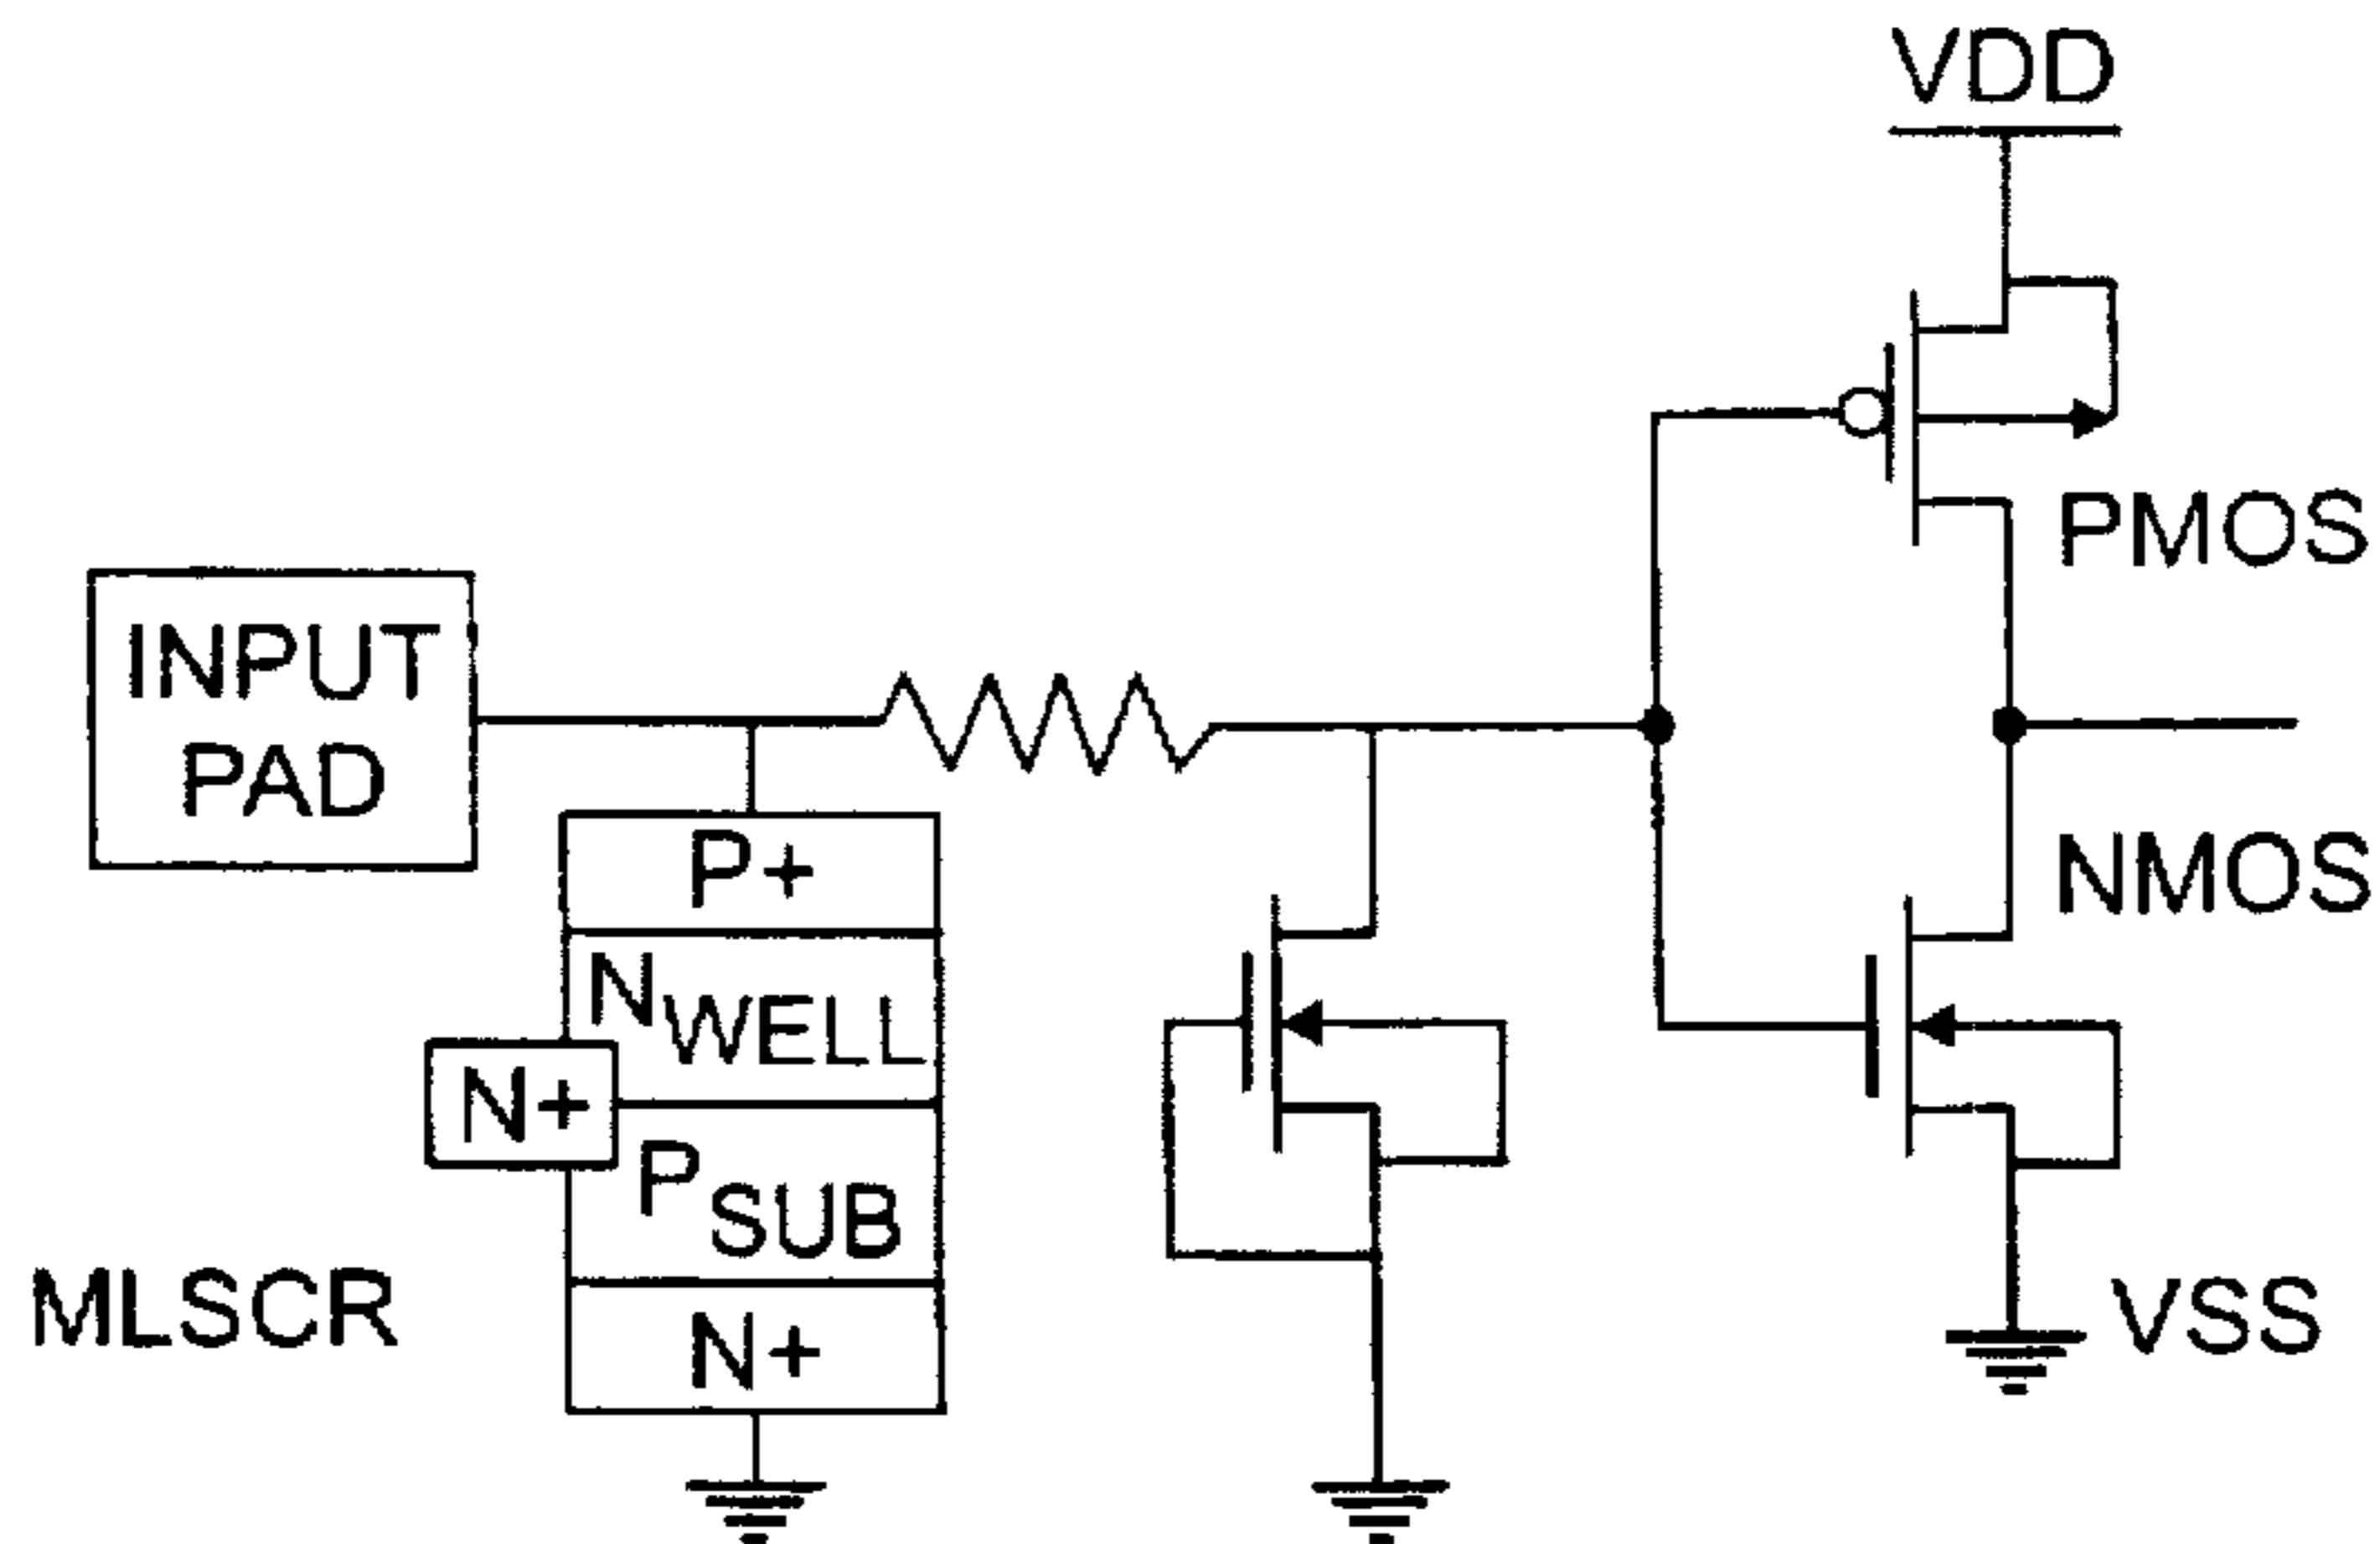 VDD
PMOS
INPUT
PAD
P+
NWELL
N+
PSUB
N+
MLSCR
NMOS
VSS